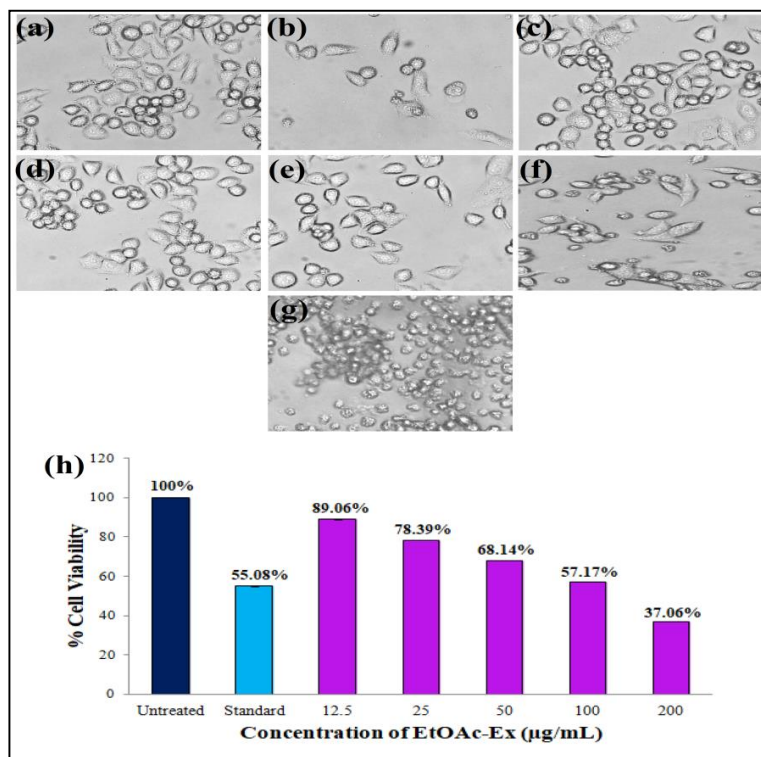 (a) (b) (c)
(d) (e) (f)
(g)
(h)
120
100
80
60
40
20
0
% Cell Viability
100%
55.08%
89.06%
78.39%
68.14%
57.17%
37.06%
Untreated Standard 12.5 25 50 100 200
Concentration of EtOAc-Ex (µg/mL)